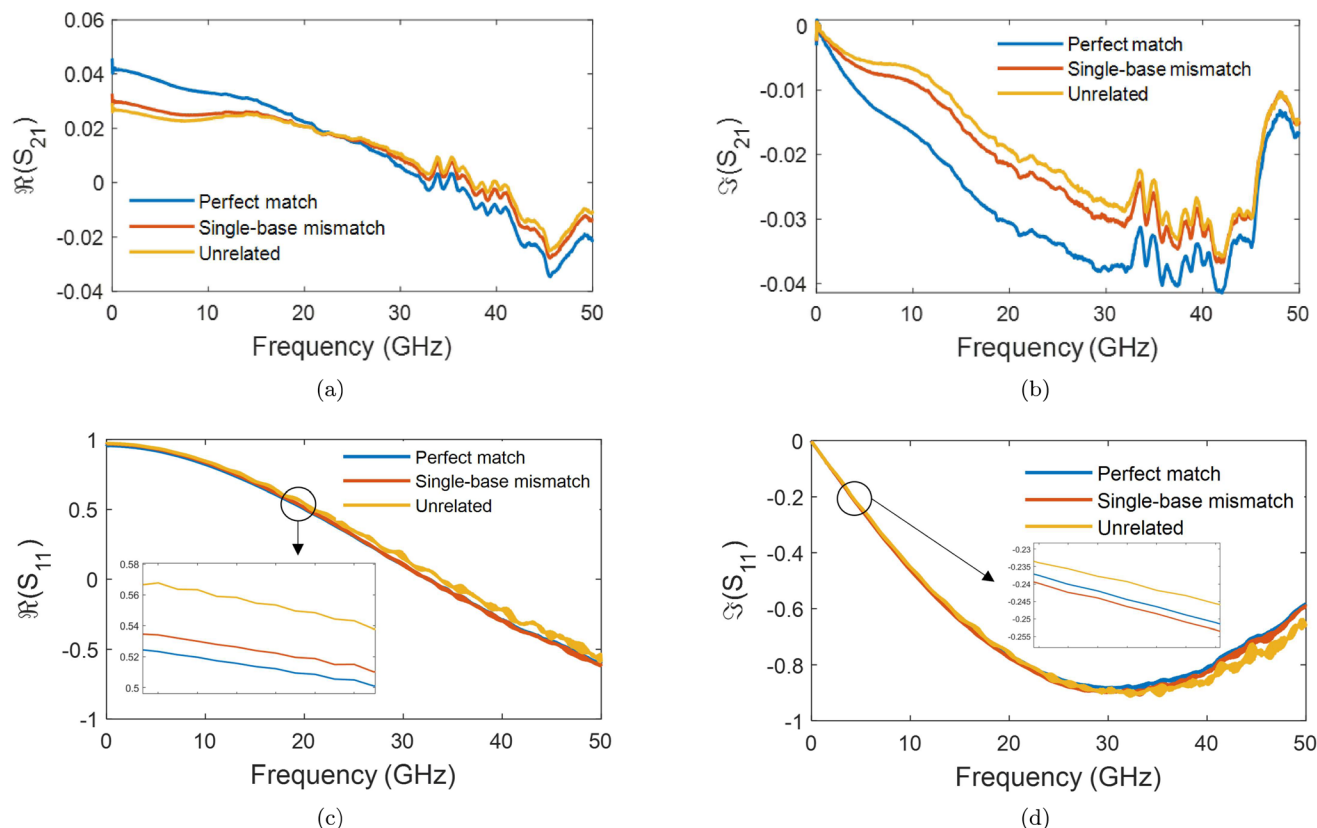 0.06
0.04
0.02
0
-0.02
-0.04
ℜ(S21)
Perfect match
Single-base mismatch
Unrelated
0 10 20 30 40 50
Frequency (GHz)
(a)
0
-0.01
-0.02
-0.03
-0.04
ℑ(S21)
Perfect match
Single-base mismatch
Unrelated
0 10 20 30 40 50
Frequency (GHz)
(b)
1
0.5
0
-0.5
-1
ℜ(S11)
Perfect match
Single-base mismatch
Unrelated
0.58
0.56
0.54
0.52
0.5
0 10 20 30 40 50
Frequency (GHz)
(c)
0
-0.2
-0.4
-0.6
-0.8
-1
ℑ(S11)
Perfect match
Single-base mismatch
Unrelated
-0.23
-0.235
-0.24
-0.245
-0.25
-0.255
0 10 20 30 40 50
Frequency (GHz)
(d)